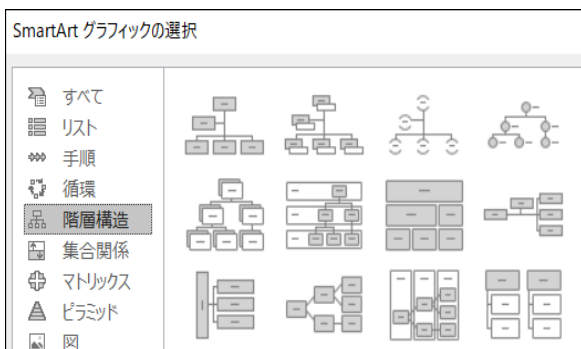 SmartArt グラフィックの選択
すべて
リスト
手順
循環
階層構造
集合関係
マトリックス
ピラミッド
図